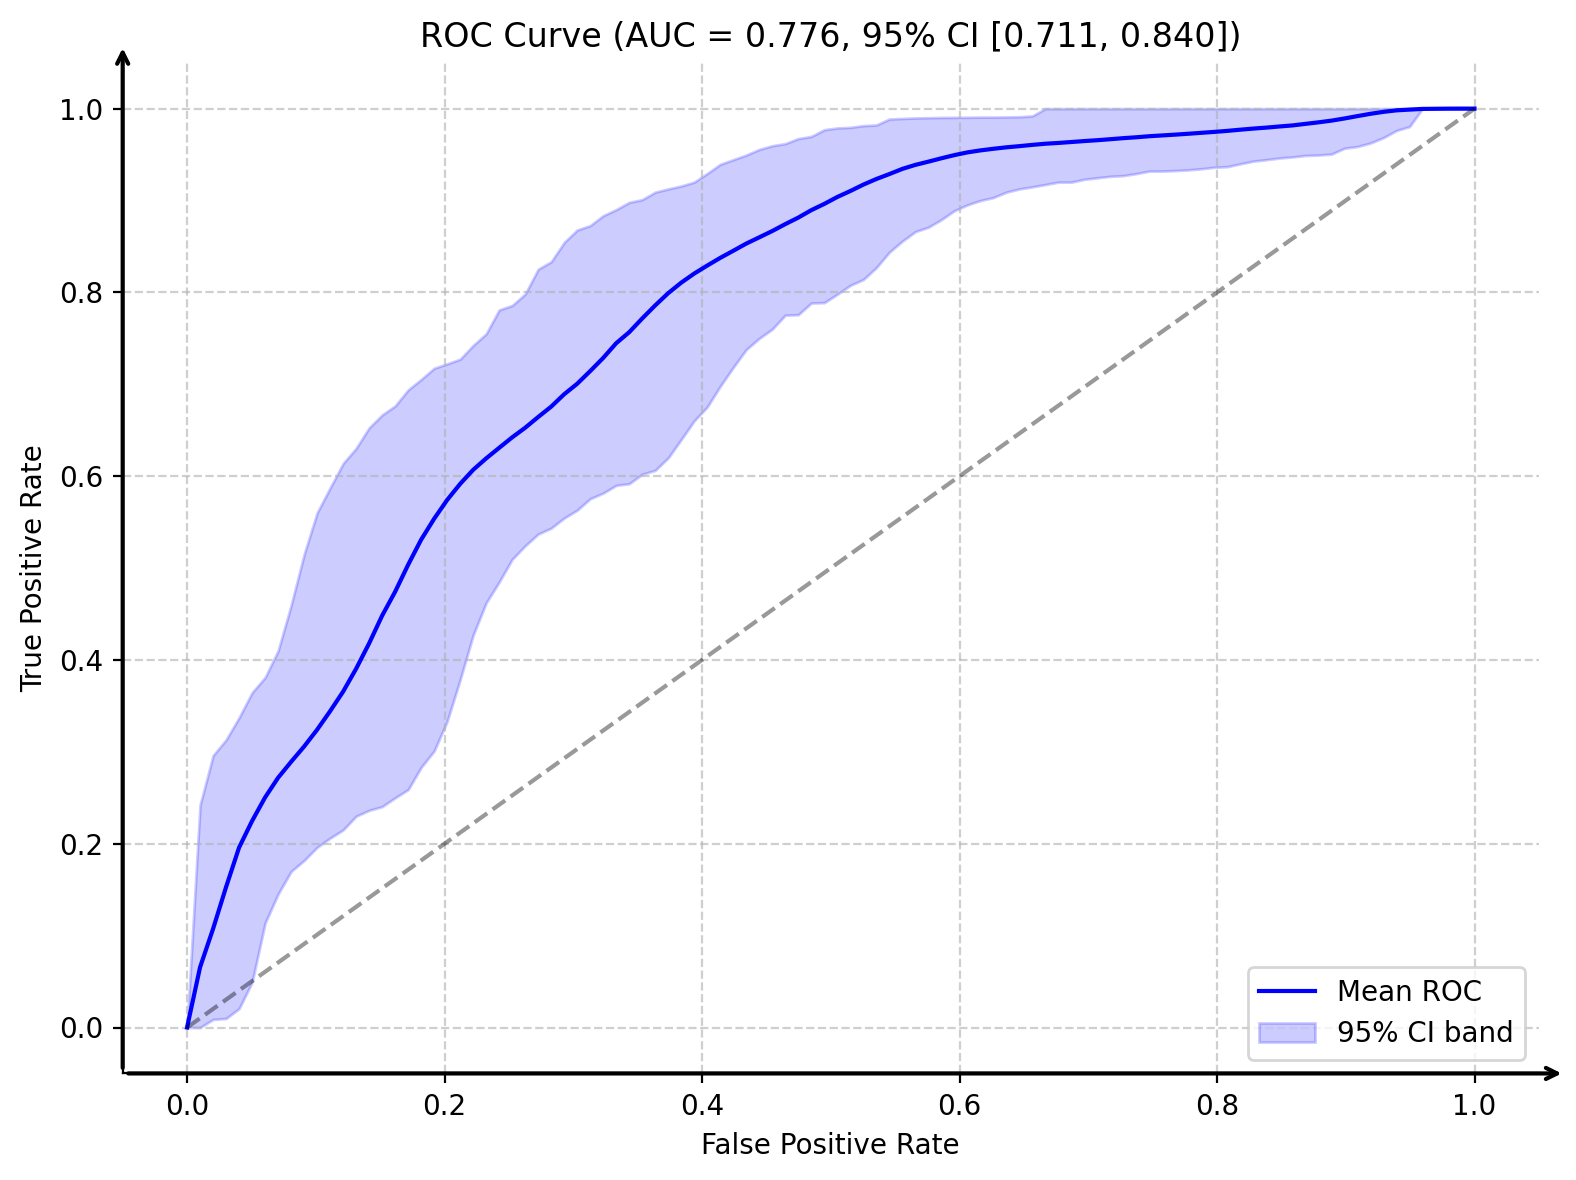 ROC Curve (AUC = 0.776, 95% CI [0.711, 0.840])
True Positive Rate
1.0
0.8
0.6
0.4
0.2
0.0
Mean ROC
95% CI band
0.0 0.2 0.4 0.6 0.8 1.0
False Positive Rate